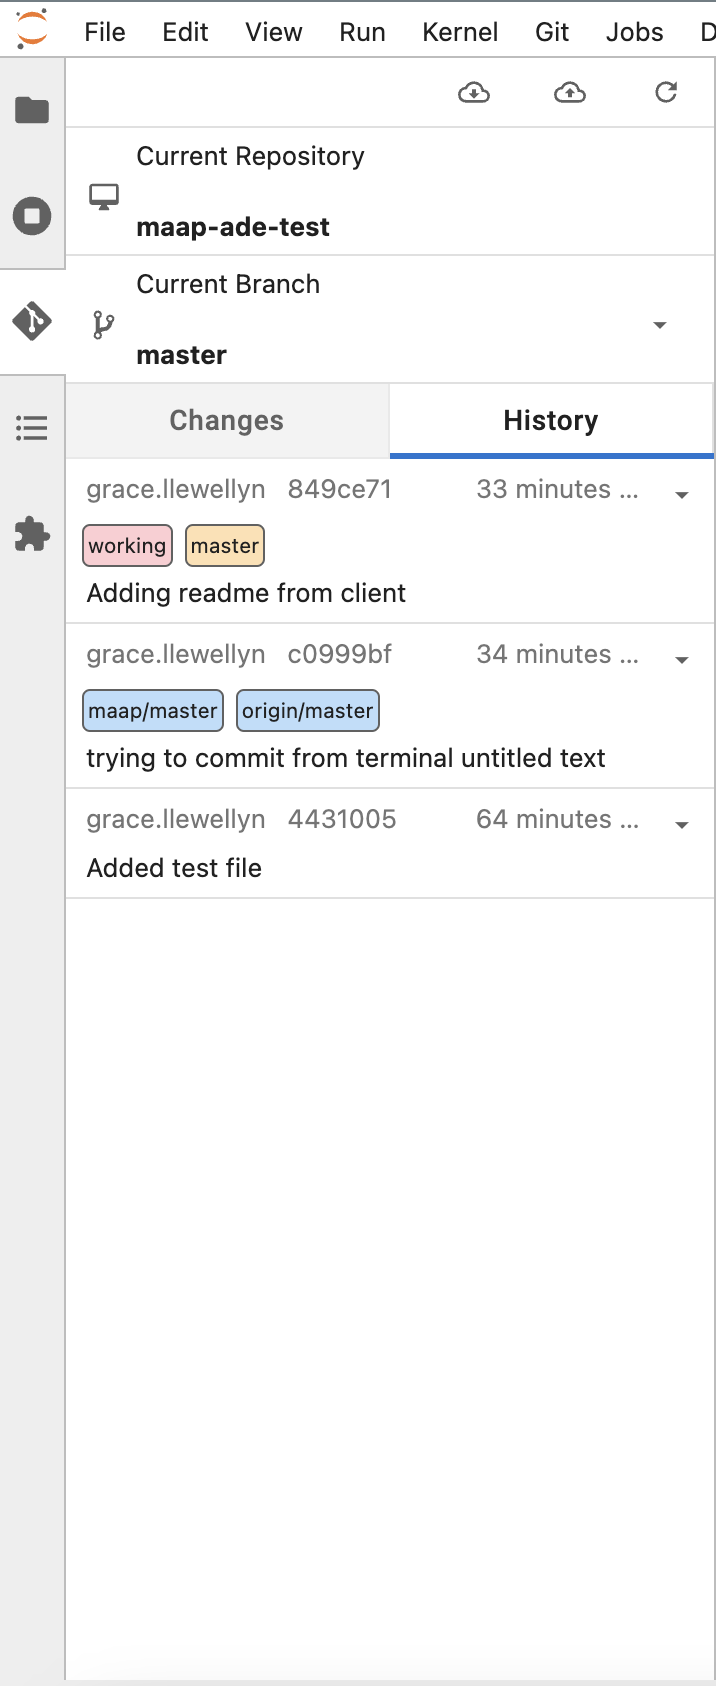 File Edit View Run Kernel Git Jobs D
Current Repository
maap-ade-test
Current Branch
master
Changes History
grace.llewellyn 849ce71 33 minutes ...
working master
Adding readme from client
grace.llewellyn c0999bf 34 minutes ...
maap/master origin/master
trying to commit from terminal untitled text
grace.llewellyn 4431005 64 minutes ...
Added test file